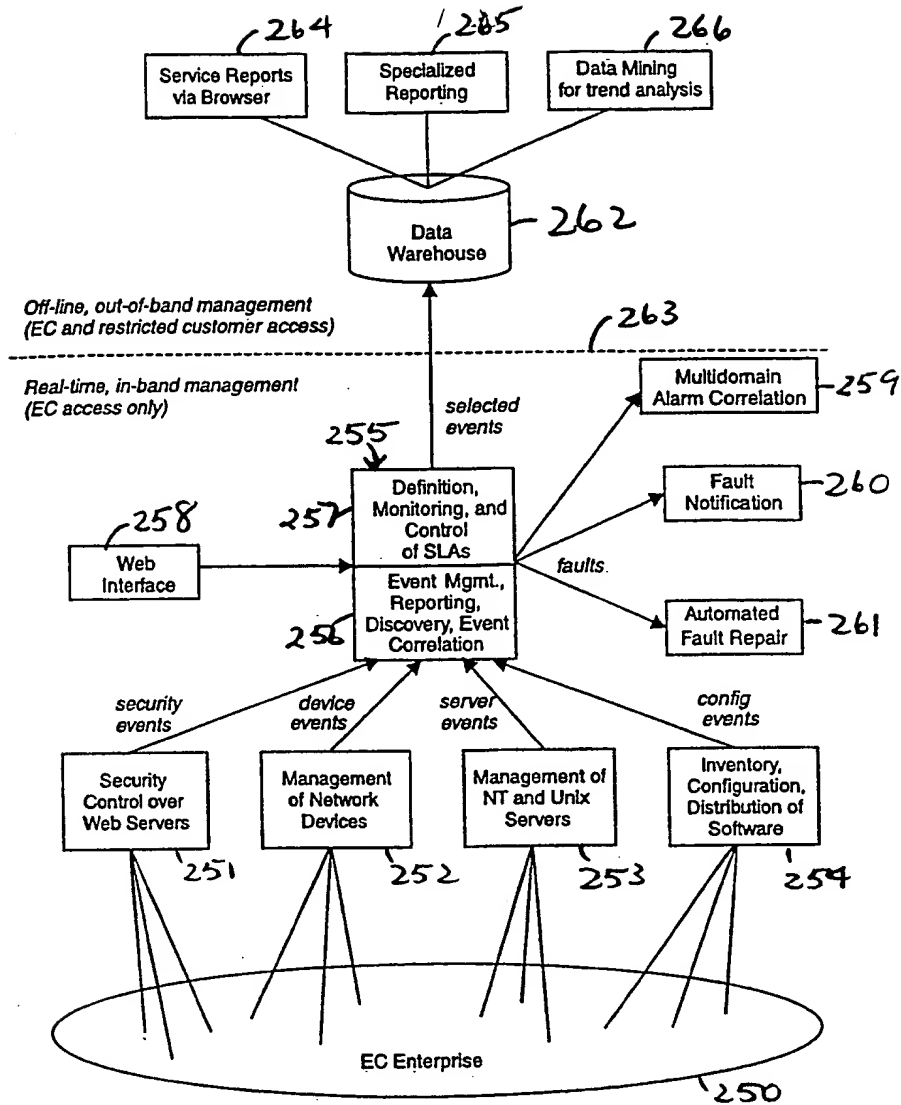 264
265
266
Service Reports
via Browser
Specialized
Reporting
Data Mining
for trend analysis
Data
Warehouse
262
Off-line, out-of-band management
(EC and restricted customer access)
263
Real-time, in-band management
(EC access only)
selected
events
Multidomain
Alarm Correlation
259
255
257
Definition,
Monitoring, and
Control
of SLAs
Fault
Notification
260
258
Web
Interface
faults
256
Event Mgmt.,
Reporting,
Discovery, Event
Correlation
Automated
Fault Repair
261
security
events
device
events
server
events
config
events
Security
Control over
Web Servers
Management
of Network
Devices
Management of
NT and Unix
Servers
Inventory,
Configuration,
Distribution of
Software
251
252
253
254
EC Enterprise
250